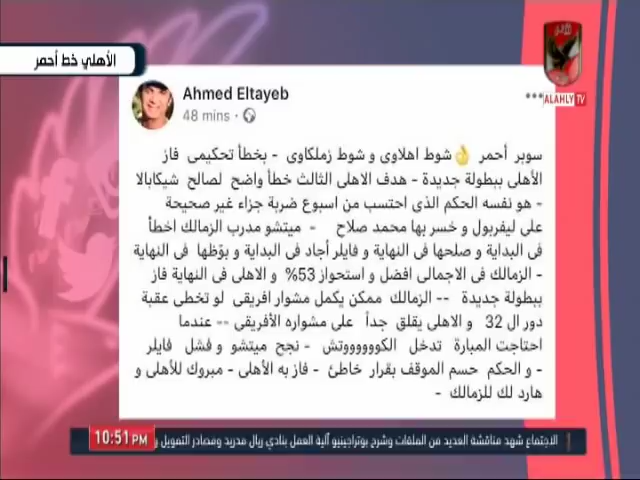 الأهلي خط أحمر
ALAHLY TV
Ahmed Eltayeb
48 mins ·
سوبر أحمر 👌شوط اهلاوى و شوط زملكاوى - بخطأ تحكيمى فاز
الأهلى ببطولة جديدة - هدف الاهلى الثالث خطأ واضح لصالح شيكابالا
- هو نفسه الحكم الذى احتسب من اسبوع ضربة جزاء غير صحيحة
على ليفربول و خسر بها محمد صلاح - ميتشو مدرب الزمالك اخطأ
فى البداية و صلحها فى النهاية و فايلر أجاد فى البداية و بوّظها فى النهاية
- الزمالك فى الاجمالى افضل و استحواز 53% و الاهلى فى النهاية فاز
ببطولة جديدة -- الزمالك ممكن يكمل مشوار افريقى لو تخطى عقبة
دور ال 32 و الاهلى يقلق جداً على مشواره الأفريقى -- عندما
احتاجت المبارة تدخل الكووووووتش - نجح ميتشو و فشل فايلر
- و الحكم حسم الموقف بقرار خاطئ - فاز به الأهلى - مبروك للأهلى و
هارد لك للزمالك -
10:51 PM الاجتماع شهد مناقشة العديد من الملفات وشرح بوتراجينيو آلية العمل بنادي ريال مدريد ومصادر التمويل و